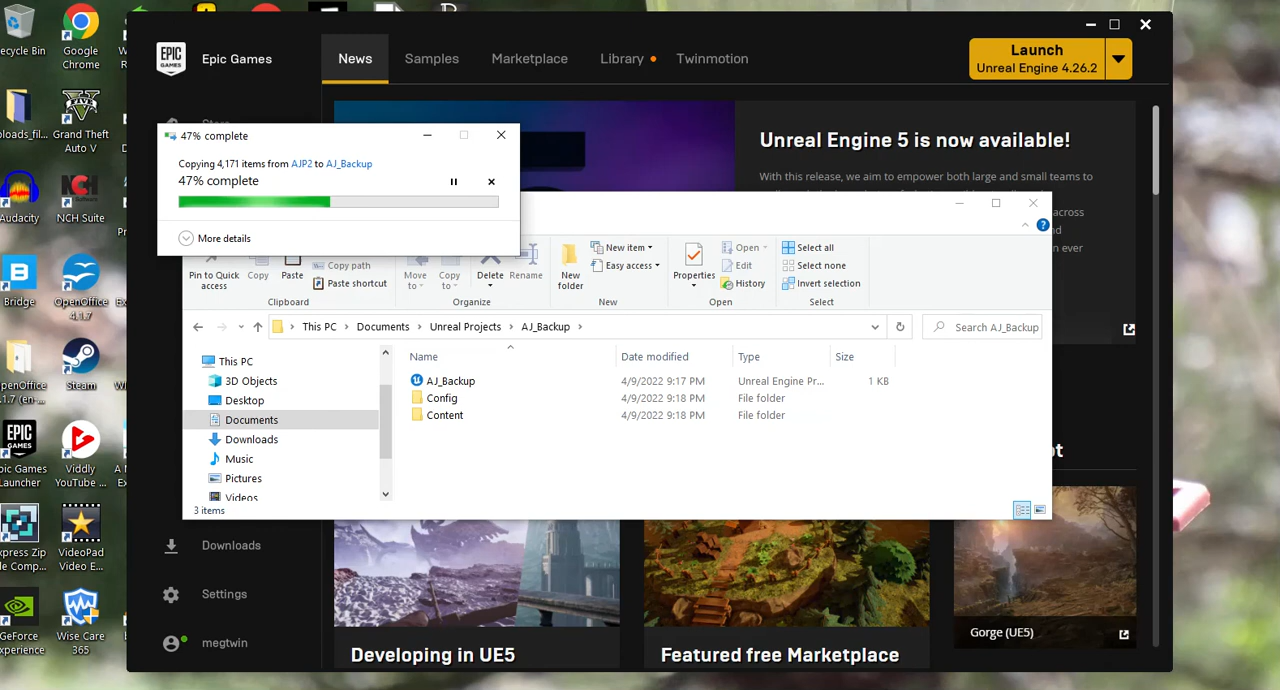 Recycle Bin
Google Chrome
Grand Theft Auto V
Audacity
NCH Suite
Bridge
OpenOffice 4.1.7
Steam
Epic Games Launcher
Viddly YouTube ...
VideoPad Video E...
GeForce Experience
Wise Care 365
EPIC GAMES
Epic Games
News
Samples
Marketplace
Library
Twinmotion
Launch
Unreal Engine 4.26.2
Store
Unreal Engine 5 is now available!
With this release, we aim to empower both large and small teams to
across
ever
47% complete
Copying 4,171 items from AJP2 to AJ_Backup
47% complete
More details
Pin to Quick access
Copy
Paste
Copy path
Paste shortcut
Clipboard
Move to
Copy to
Delete
Rename
Organize
New folder
New item
Easy access
New
Properties
Open
Edit
History
Open
Select all
Select none
Invert selection
Select
This PC > Documents > Unreal Projects > AJ_Backup >
Search AJ_Backup
Name
Date modified
Type
Size
AJ_Backup 4/9/2022 9:17 PM Unreal Engine Pr... 1 KB
Config 4/9/2022 9:18 PM File folder
Content 4/9/2022 9:18 PM File folder
This PC
3D Objects
Desktop
Documents
Downloads
Music
Pictures
Videos
3 items
Downloads
Settings
megtwin
Developing in UE5
Featured free Marketplace
Gorge (UE5)